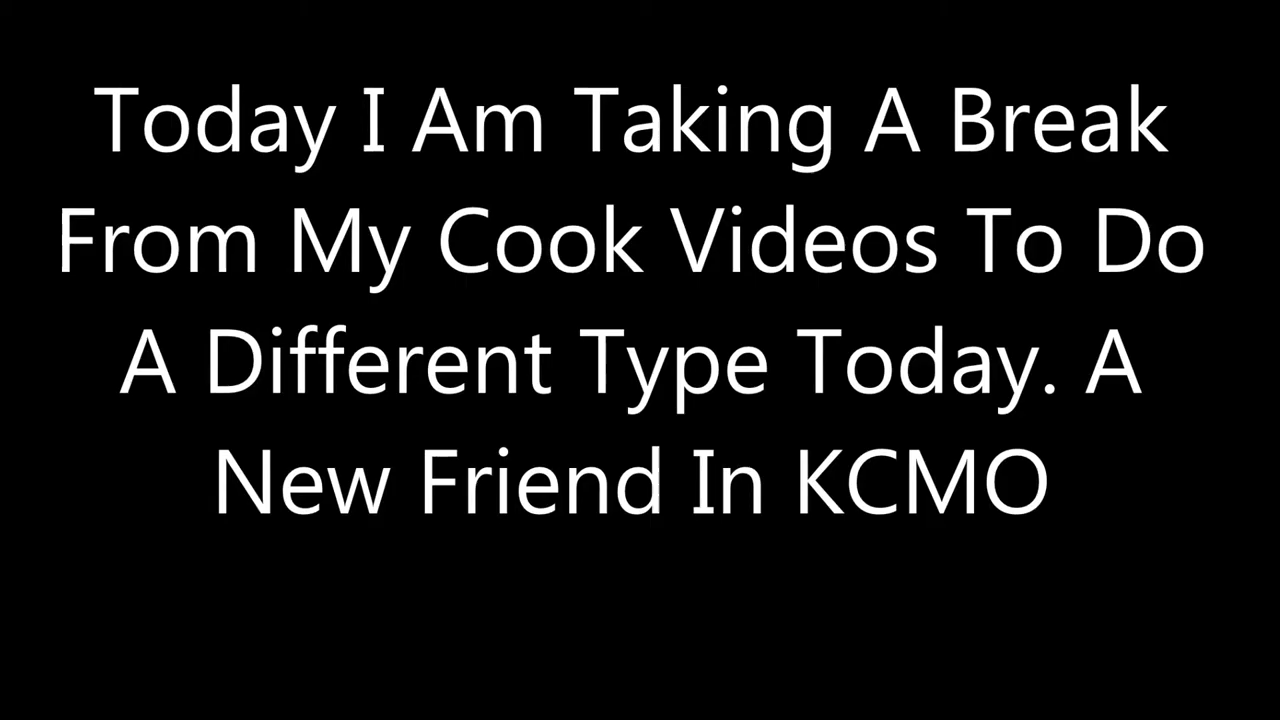 Today I Am Taking A Break
From My Cook Videos To Do
A Different Type Today. A
New Friend In KCMO